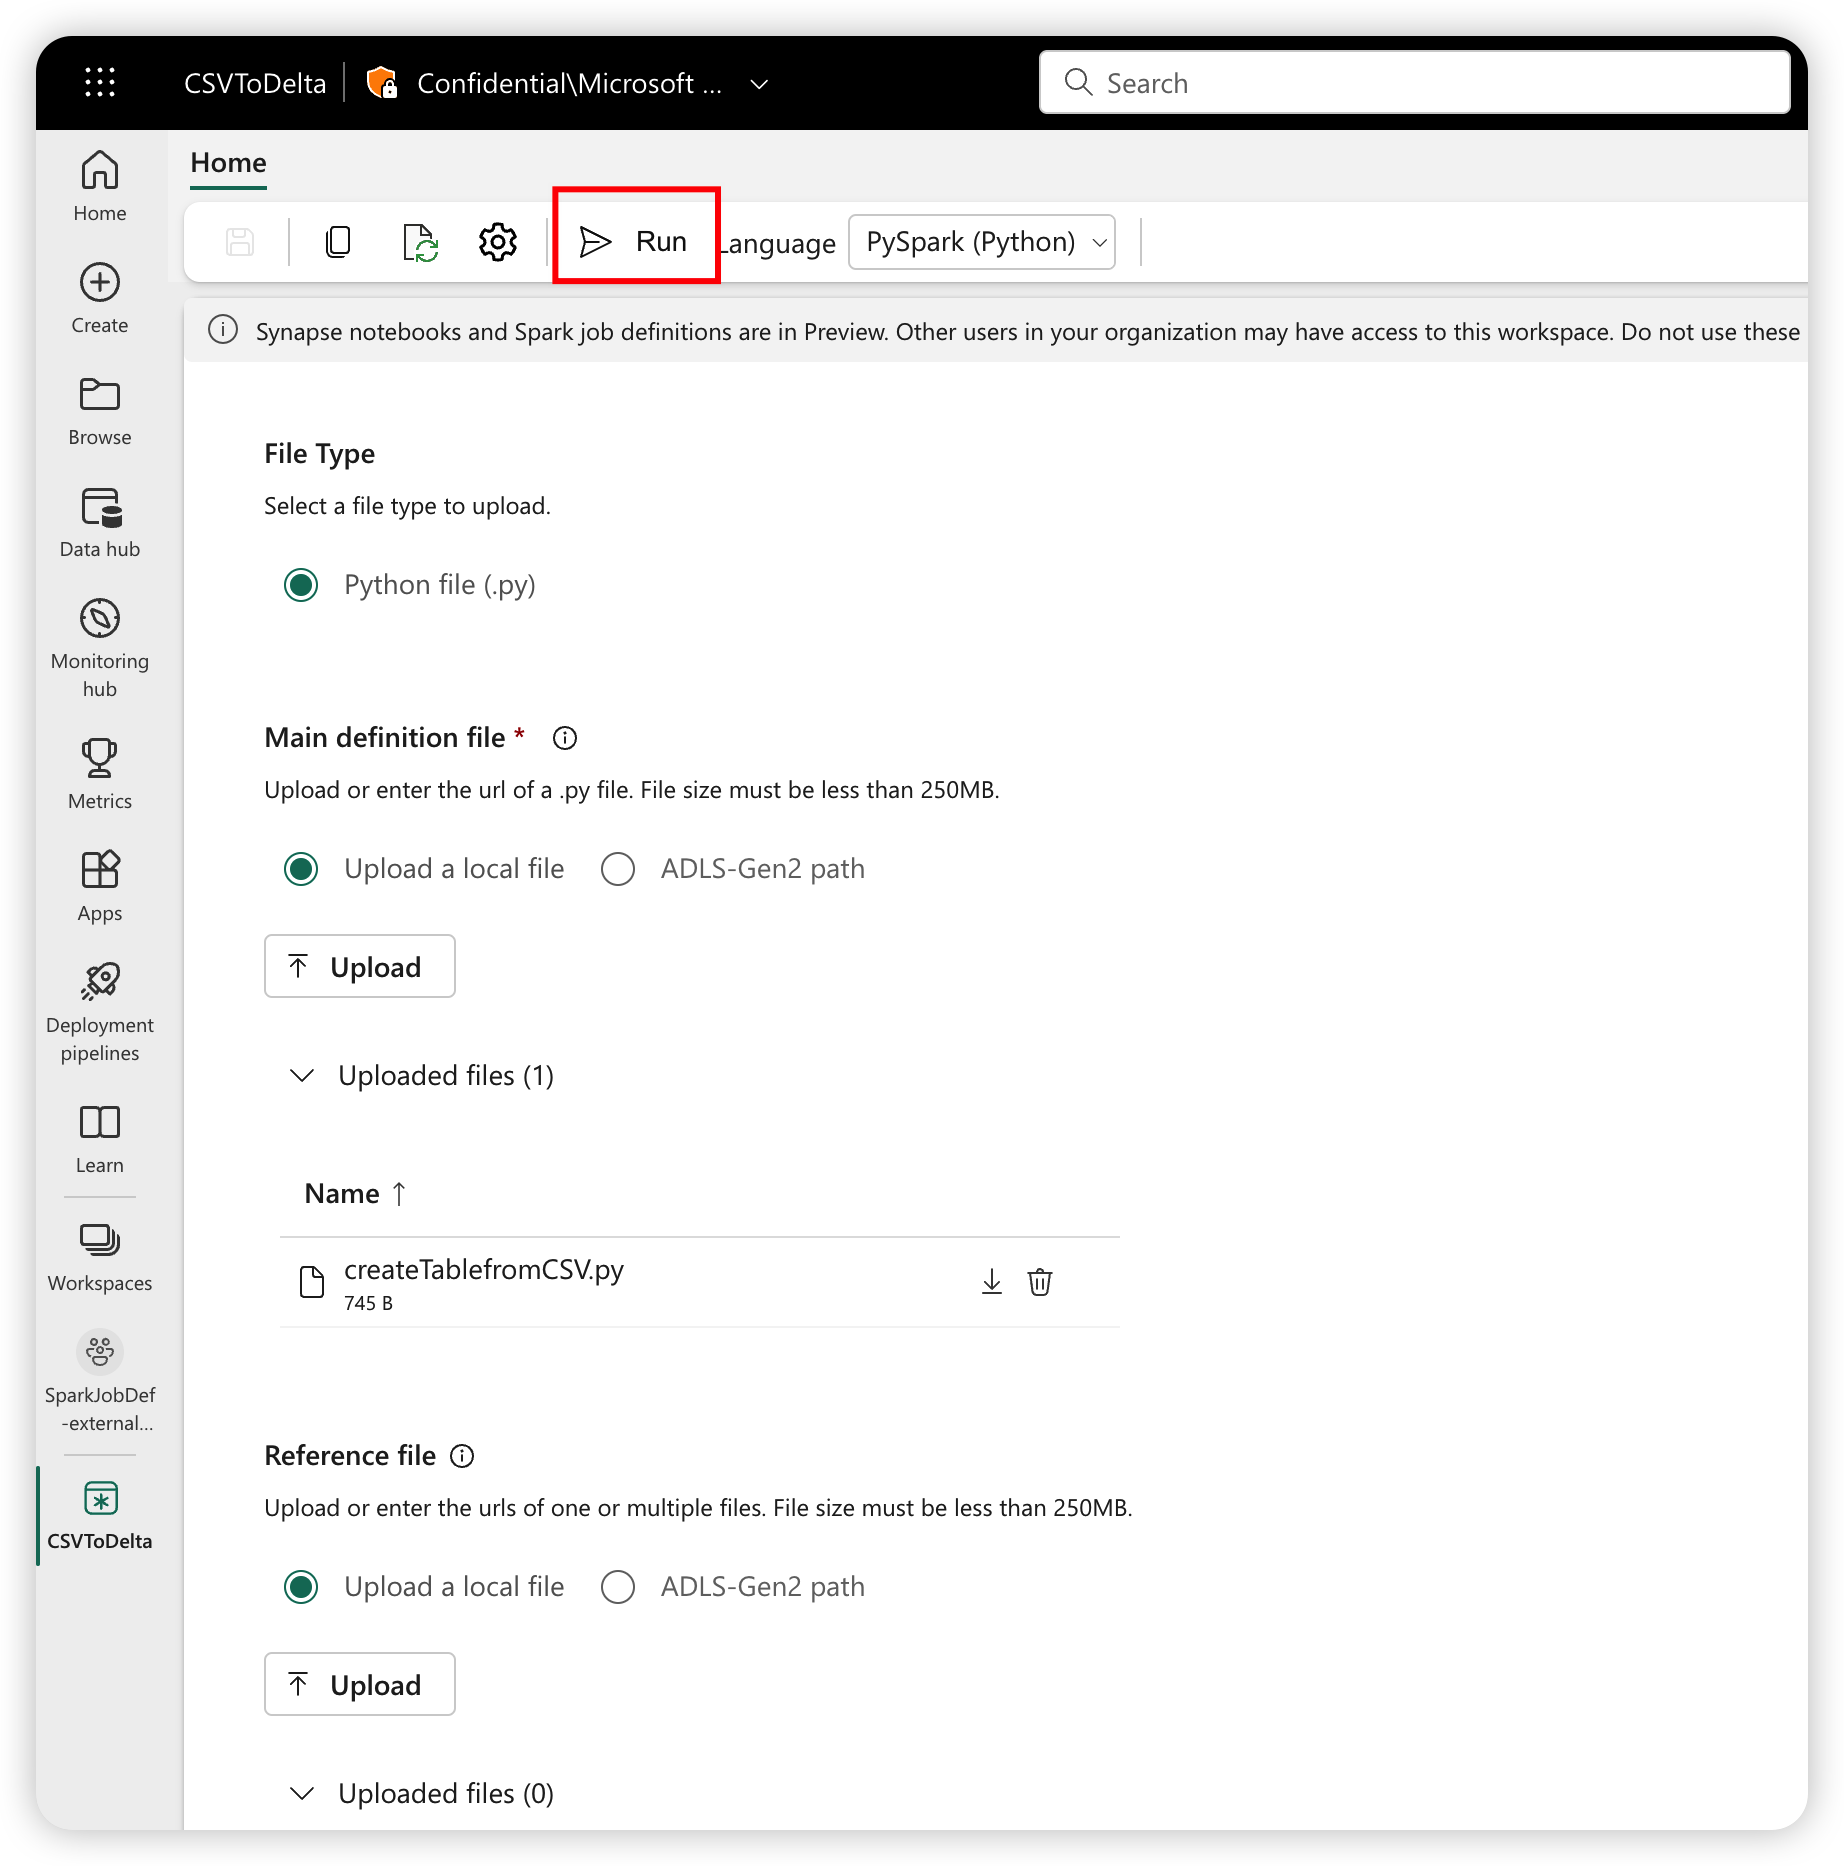 CSVToDelta
Confidential\Microsoft ...
Search
Home
Run
Language
PySpark (Python)
Synapse notebooks and Spark job definitions are in Preview. Other users in your organization may have access to this workspace. Do not use these
Home
Create
Browse
Data hub
Monitoring
hub
Metrics
Apps
Deployment
pipelines
Learn
Workspaces
SparkJobDef
-external...
CSVToDelta
File Type
Select a file type to upload.
Python file (.py)
Main definition file *
Upload or enter the url of a .py file. File size must be less than 250MB.
Upload a local file
ADLS-Gen2 path
Upload
Uploaded files (1)
Name ↑
createTablefromCSV.py
745 B
Reference file
Upload or enter the urls of one or multiple files. File size must be less than 250MB.
Upload a local file
ADLS-Gen2 path
Upload
Uploaded files (0)